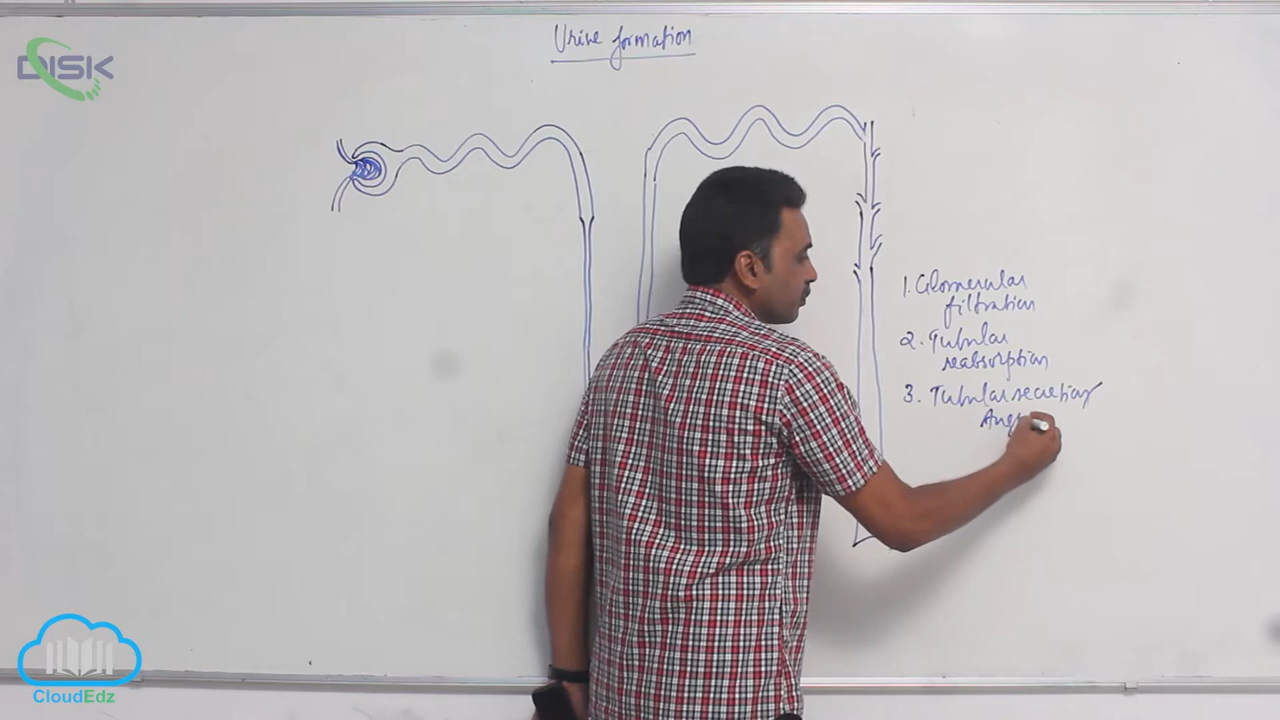 Urine formation
DISK
1. Glomerular
filtration
2. Tubular
reabsorption
3. Tubular secretion
CloudEdz